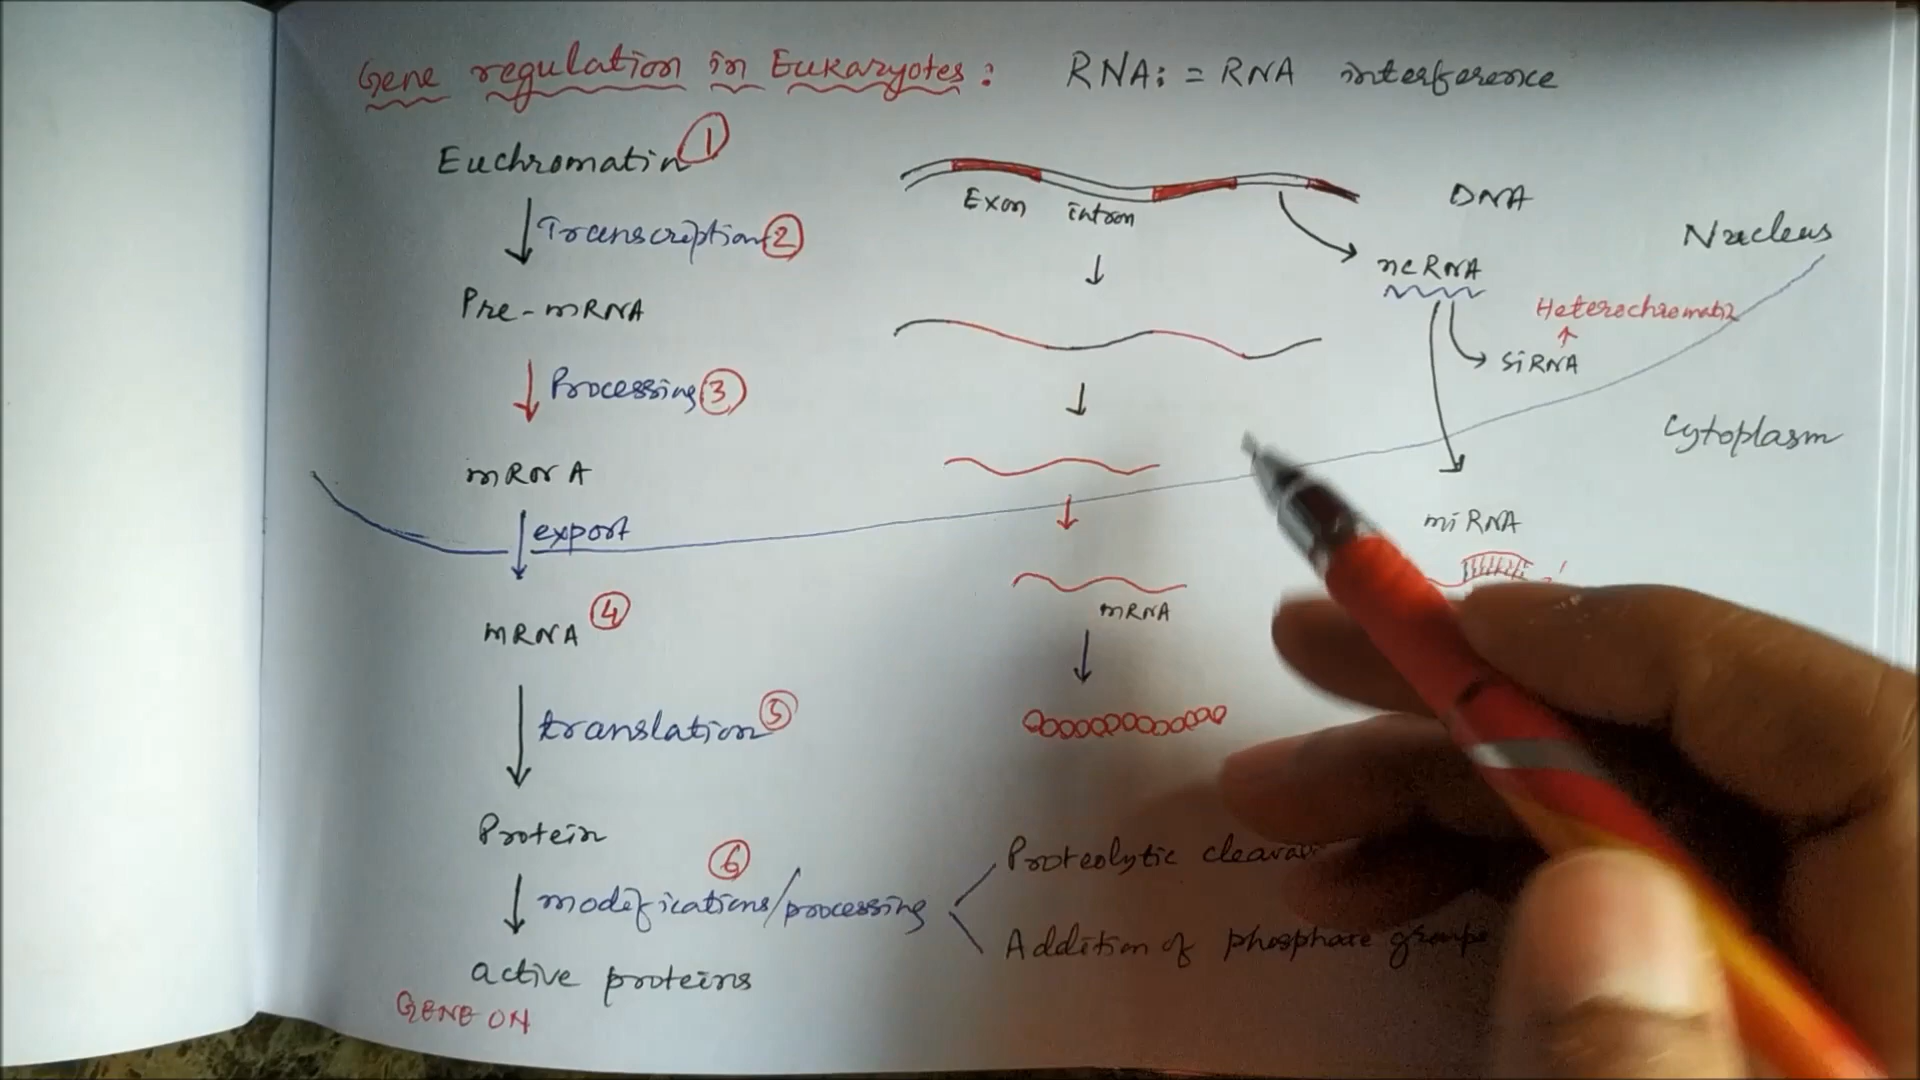 Gene regulation in Eukaryotes: RNAi = RNA interference
Euchromatin 1
Transcription 2
Pre-mRNA
Processing 3
mRNA
export
mRNA 4
translation 5
Protein
6
modifications/processing
active proteins
GENE ON
Exon intron
DNA
Nucleus
ncRNA
Heterochromatin
SiRNA
Cytoplasm
miRNA
mRNA
Proteolytic
Addition of phosphate groups